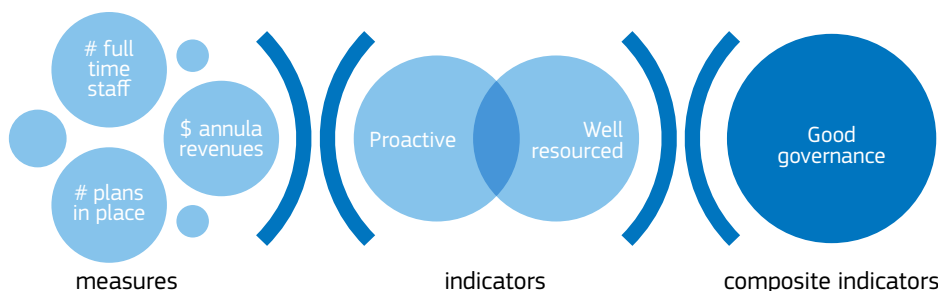 # full
time
staff
$ annula
revenues
# plans
in place
measures
Proactive
Well
resourced
indicators
Good
governance
composite indicators